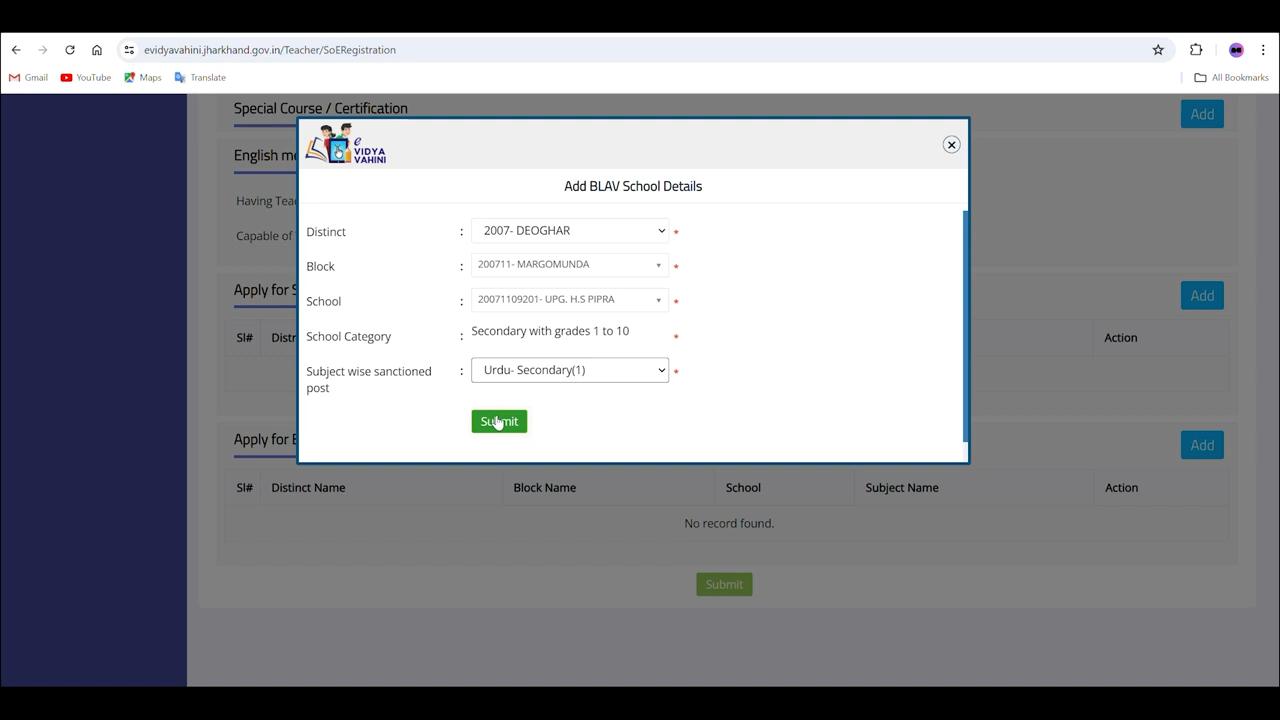 evidyavahini.jharkhand.gov.in/Teacher/SoERegistration
Gmail YouTube Maps Translate All Bookmarks
Special Course / Certification Add
e
VIDYA
VAHINI
Add BLAV School Details
English me
Having Tea
Capable of
Distinct : 2007- DEOGHAR *
Block : 200711- MARGOMUNDA *
School : 20071109201- UPG. H.S PIPRA *
School Category : Secondary with grades 1 to 10 *
Subject wise sanctioned post : Urdu- Secondary(1) *
Submit
Apply for S Add
Sl# Distr Action
Apply for E Add
Sl# Distinct Name Block Name School Subject Name Action
No record found.
Submit